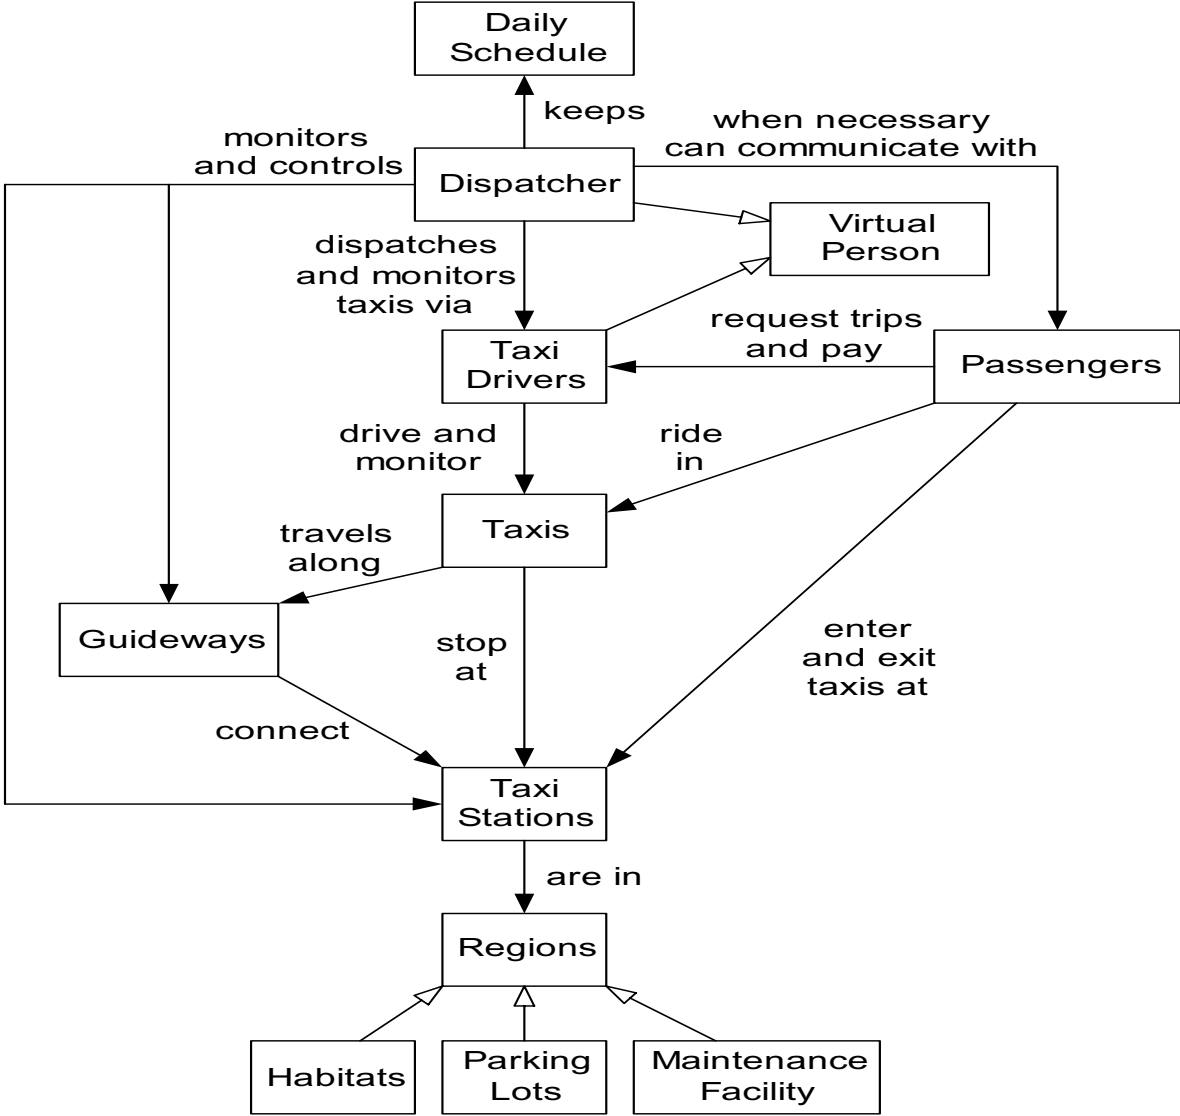 Daily
Schedule
keeps
monitors
and controls
when necessary
can communicate with
Dispatcher
Virtual
Person
dispatches
and monitors
taxis via
request trips
and pay
Taxi
Drivers
Passengers
drive and
monitor
ride
in
Taxis
travels
along
Guideways
stop
at
enter
and exit
taxis at
connect
Taxi
Stations
are in
Regions
Habitats
Parking
Lots
Maintenance
Facility